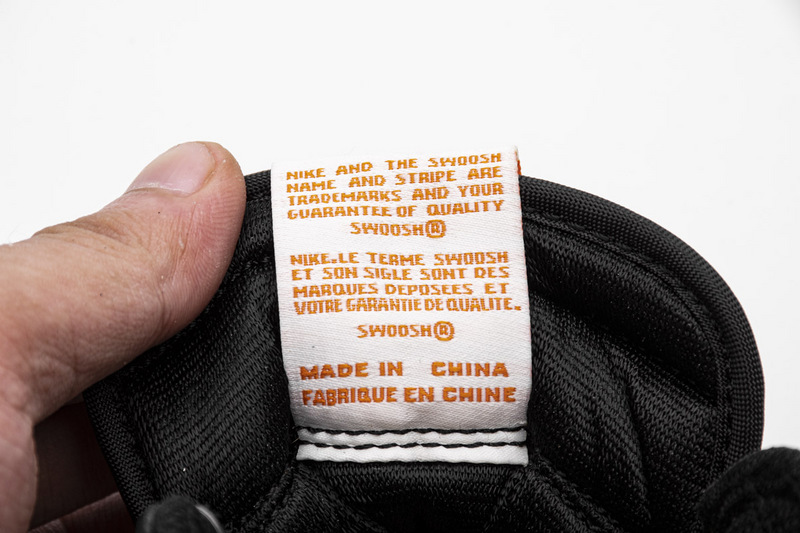 NIKE AND THE SWOOSH
NAME AND STRIPE ARE
TRADEMARKS AND YOUR
GUARANTEE OF QUALITY
SWOOSH®
NIKE.LE TERME SWOOSH
ET SON SIGLE SONT DES
MARQUES DEPOSEES ET
VOTRE GARANTIE DE QUALITE.
SWOOSH®
MADE IN CHINA
FABRIQUE EN CHINE